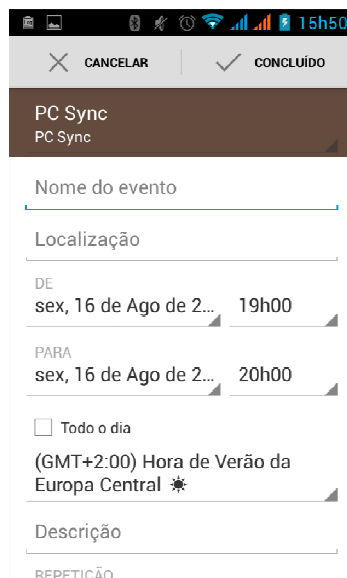 15h50
CANCELAR
CONCLUÍDO
PC Sync
PC Sync
Nome do evento
Localização
DE
sex, 16 de Ago de 2... 19h00
PARA
sex, 16 de Ago de 2... 20h00
Todo o dia
(GMT+2:00) Hora de Verão da
Europa Central
Descrição
REPETIÇÃO